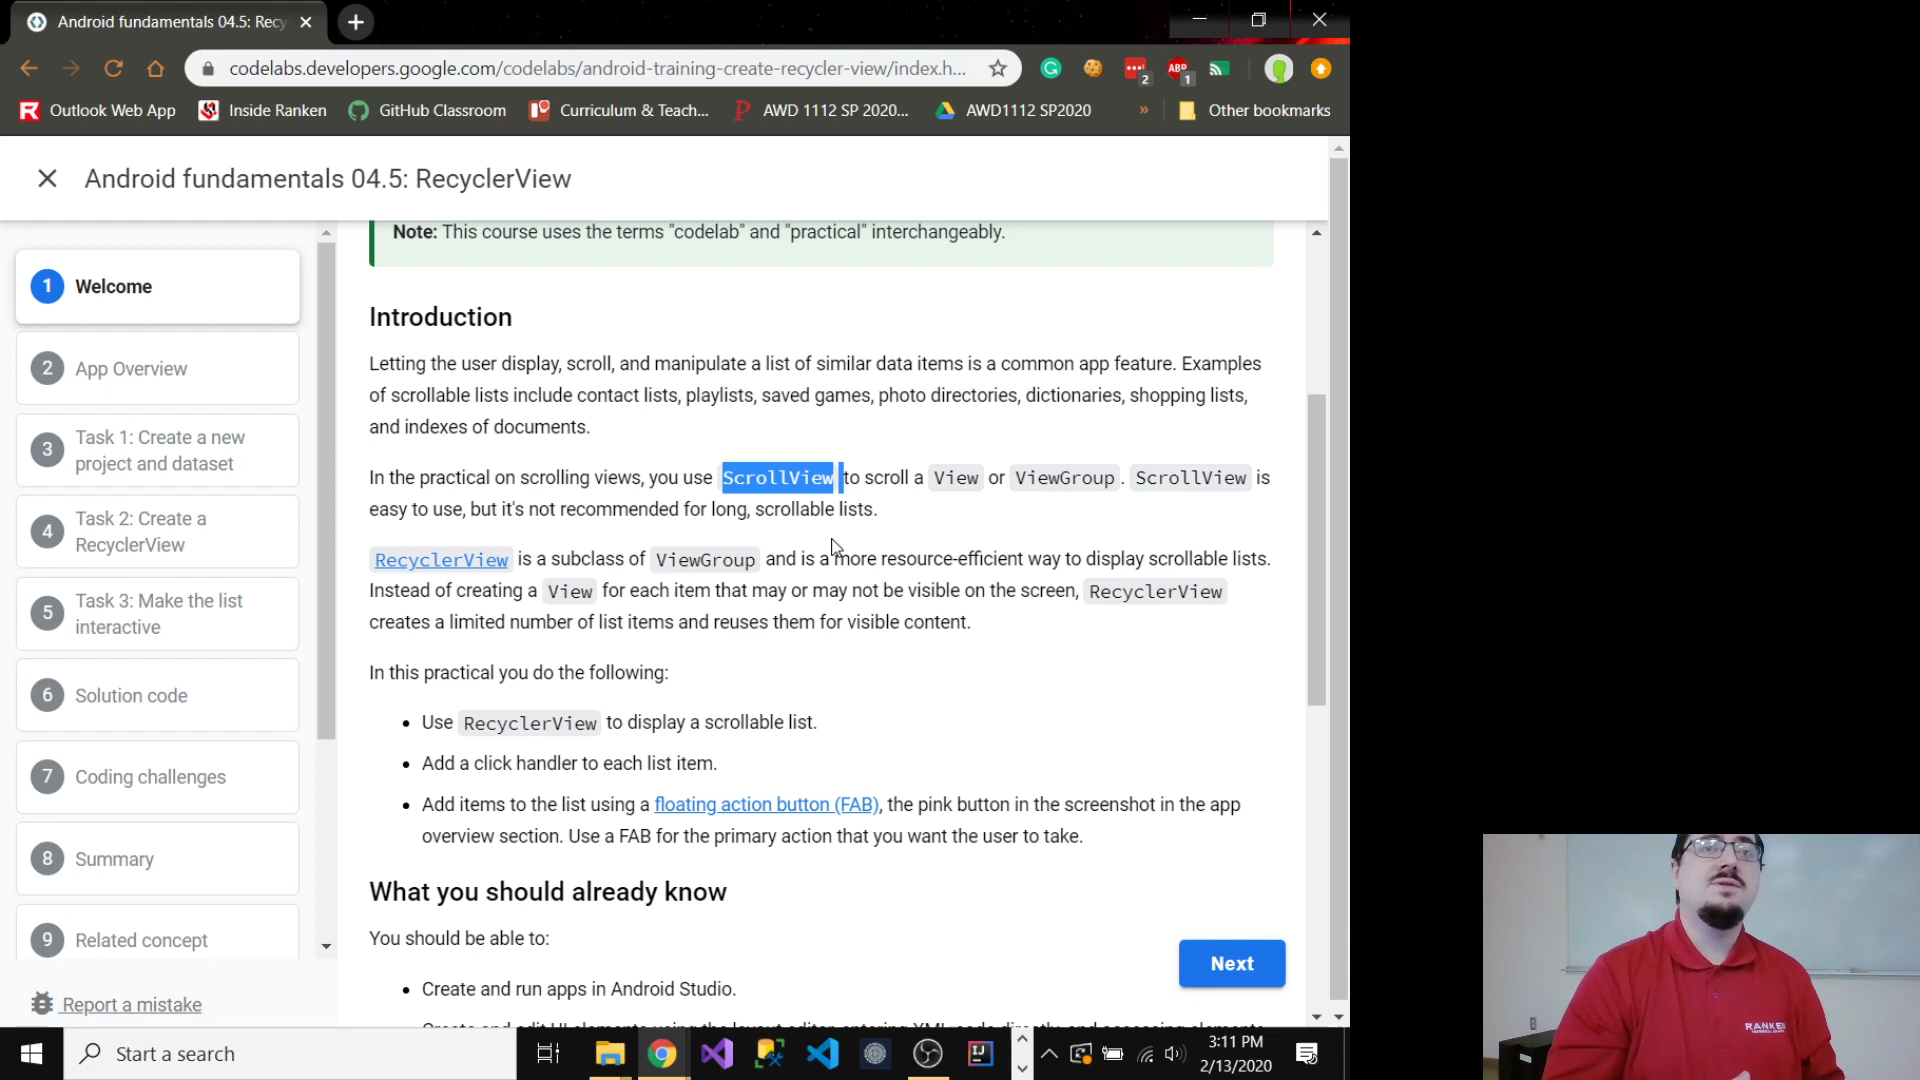 Android fundamentals 04.5: Recy
codelabs.developers.google.com/codelabs/android-training-create-recycler-view/index.h...
2
ABP
1
Outlook Web App
Inside Ranken
GitHub Classroom
Curriculum & Teach...
AWD 1112 SP 2020...
AWD1112 SP2020
»
Other bookmarks
Android fundamentals 04.5: RecyclerView
1 Welcome
2 App Overview
3 Task 1: Create a new
project and dataset
4 Task 2: Create a
RecyclerView
5 Task 3: Make the list
interactive
6 Solution code
7 Coding challenges
8 Summary
9 Related concept
Report a mistake
Note: This course uses the terms "codelab" and "practical" interchangeably.
Introduction
Letting the user display, scroll, and manipulate a list of similar data items is a common app feature. Examples
of scrollable lists include contact lists, playlists, saved games, photo directories, dictionaries, shopping lists,
and indexes of documents.
In the practical on scrolling views, you use ScrollView to scroll a View or ViewGroup. ScrollView is
easy to use, but it's not recommended for long, scrollable lists.
RecyclerView is a subclass of ViewGroup and is a more resource-efficient way to display scrollable lists.
Instead of creating a View for each item that may or may not be visible on the screen, RecyclerView
creates a limited number of list items and reuses them for visible content.
In this practical you do the following:
• Use RecyclerView to display a scrollable list.
• Add a click handler to each list item.
• Add items to the list using a floating action button (FAB), the pink button in the screenshot in the app
overview section. Use a FAB for the primary action that you want the user to take.
What you should already know
You should be able to:
• Create and run apps in Android Studio.
Next
Start a search
3:11 PM
2/13/2020
RANKEN